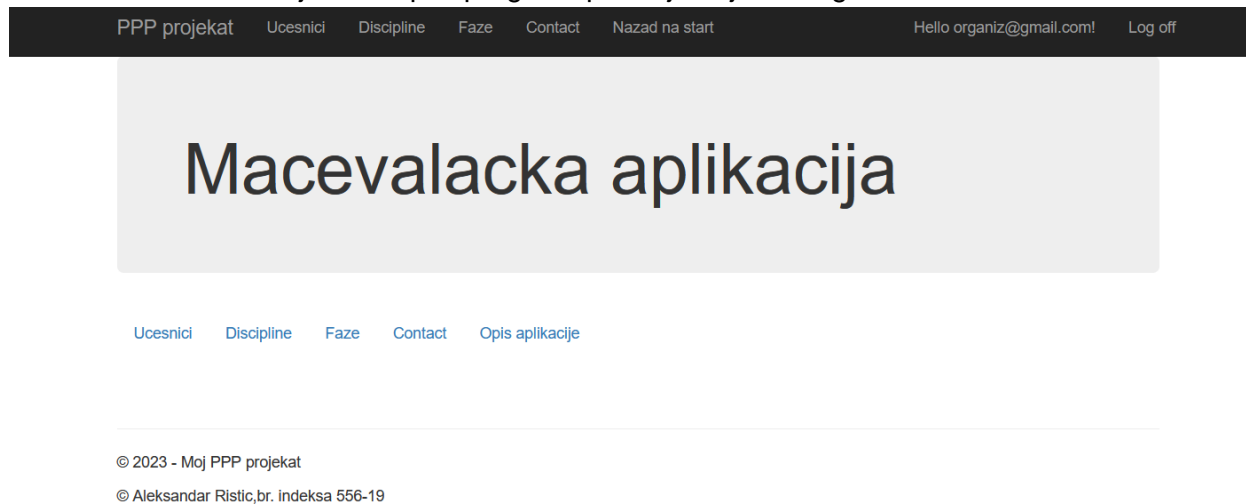 PPP projekat Ucesnici Discipline Faze Contact Nazad na start Hello organiz@gmail.com! Log off
Macevalacka aplikacija
Ucesnici Discipline Faze Contact Opis aplikacije
© 2023 - Moj PPP projekat
© Aleksandar Ristic,br. indeksa 556-19